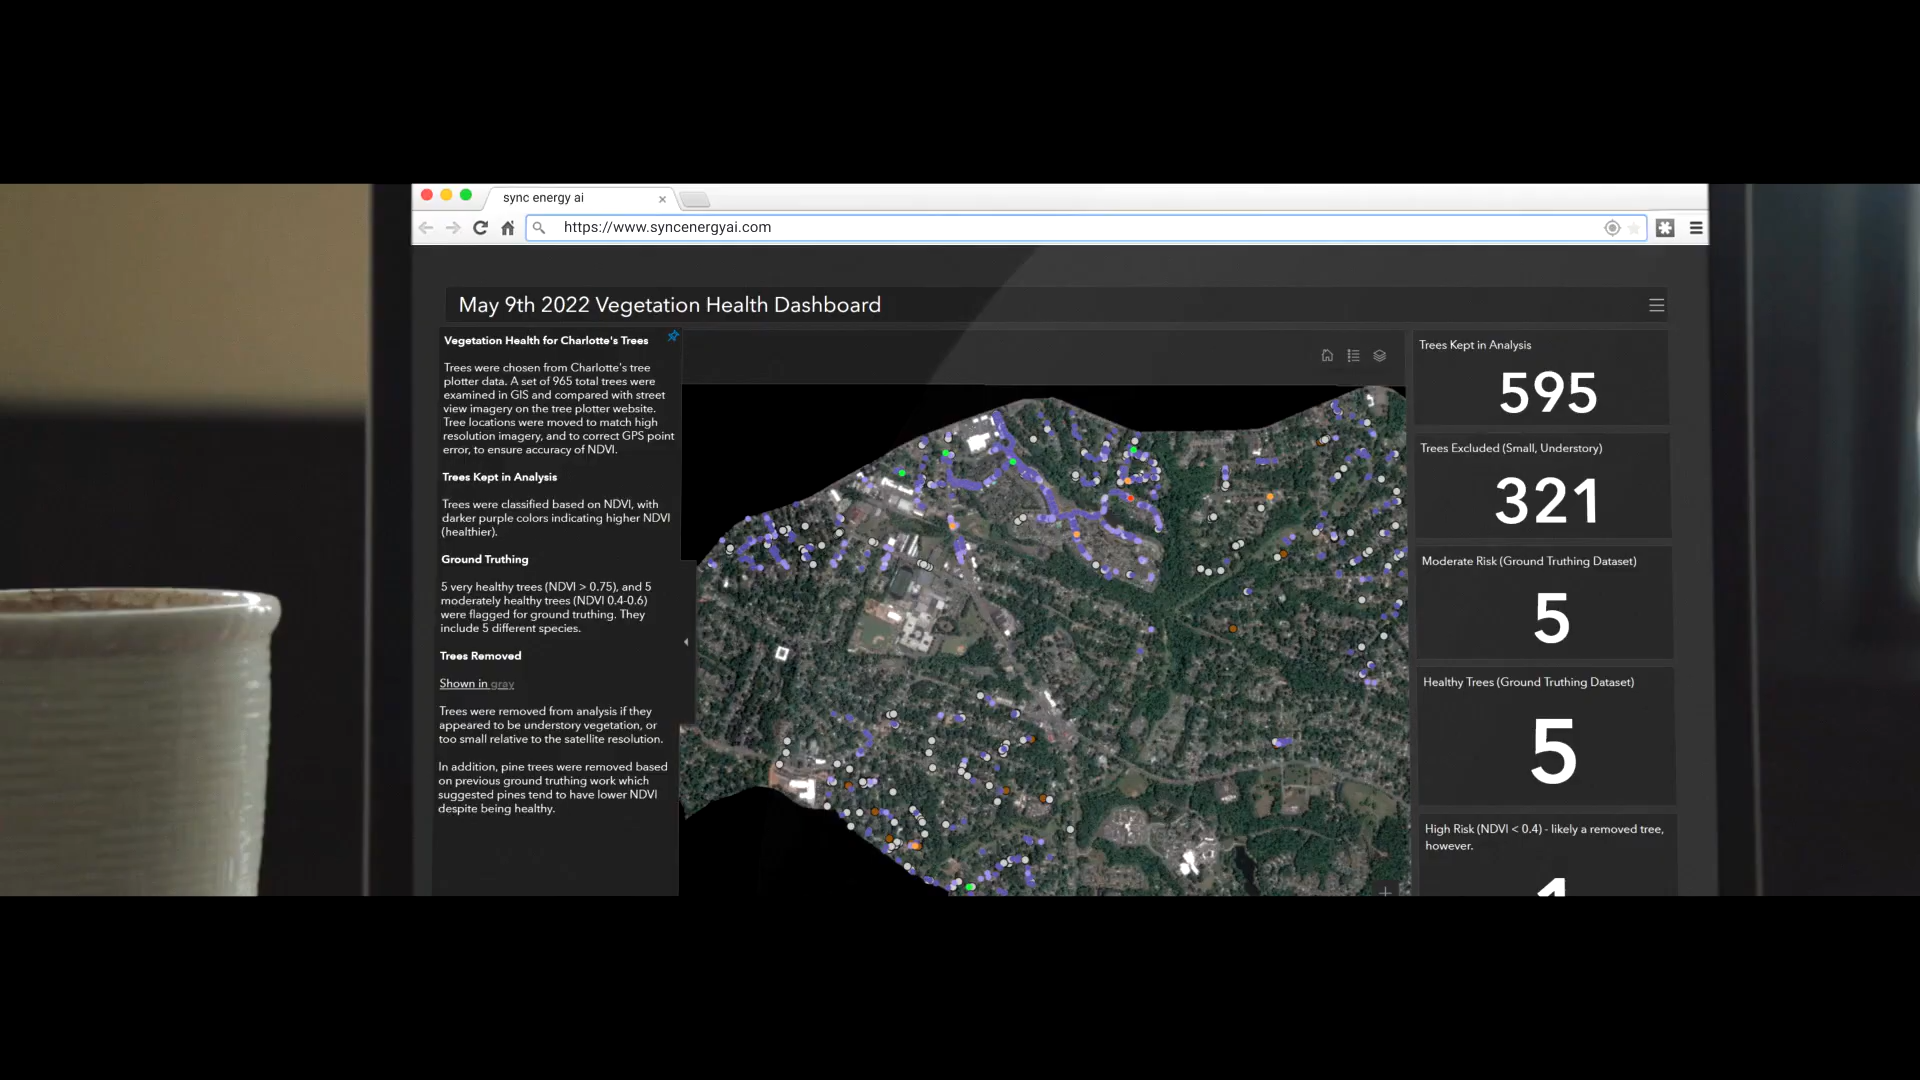 sync energy ai
https://www.syncenergyai.com
May 9th 2022 Vegetation Health Dashboard
Vegetation Health for Charlotte's Trees
Trees were chosen from Charlotte's tree
plotter data. A set of 965 total trees were
examined in GIS and compared with street
view imagery on the tree plotter website.
Tree locations were moved to match high
resolution imagery, and to correct GPS point
error, to ensure accuracy of NDVI.
Trees Kept in Analysis
Trees were classified based on NDVI, with
darker purple colors indicating higher NDVI
(healthier).
Ground Truthing
5 very healthy trees (NDVI > 0.75), and 5
moderately healthy trees (NDVI 0.4-0.6)
were flagged for ground truthing. They
include 5 different species.
Trees Removed
Shown in gray
Trees were removed from analysis if they
appeared to be understory vegetation, or
too small relative to the satellite resolution.
In addition, pine trees were removed based
on previous ground truthing work which
suggested pines tend to have lower NDVI
despite being healthy.
Trees Kept in Analysis
595
Trees Excluded (Small, Understory)
321
Moderate Risk (Ground Truthing Dataset)
5
Healthy Trees (Ground Truthing Dataset)
5
High Risk (NDVI < 0.4) - likely a removed tree,
however.